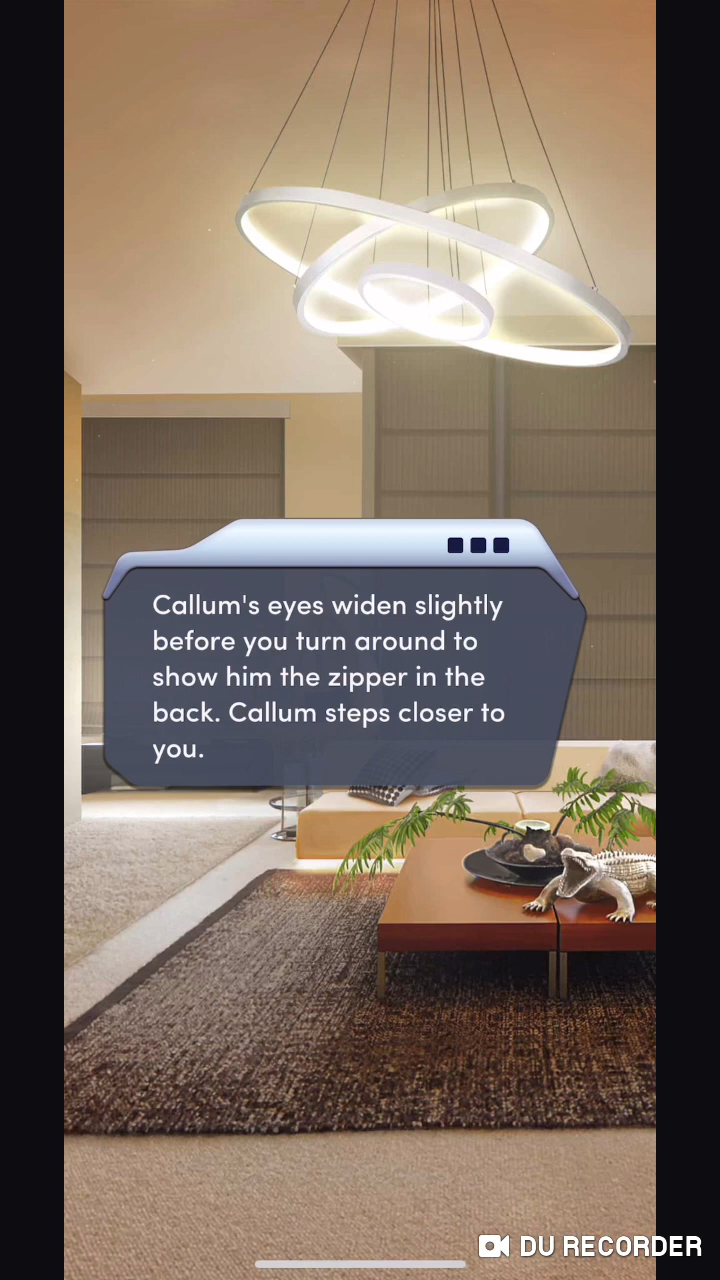 Callum's eyes widen slightly
before you turn around to
show him the zipper in the
back. Callum steps closer to
you.
DU RECORDER